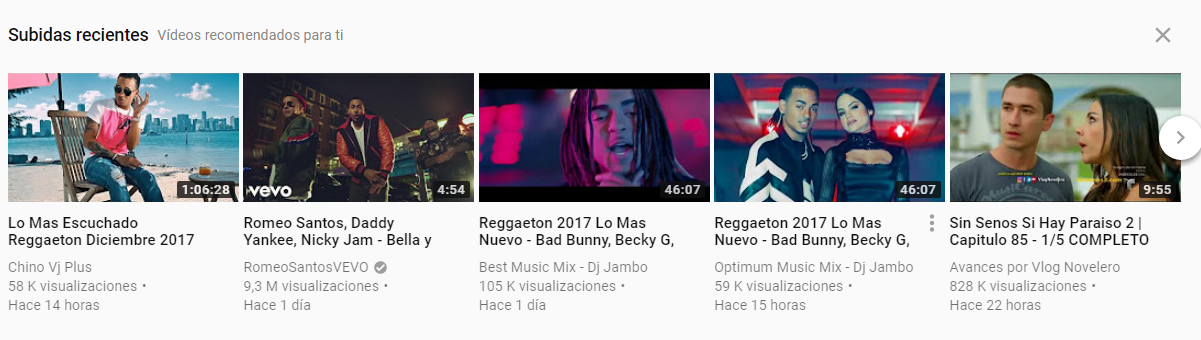 Subidas recientes Vídeos recomendados para ti
1:06:28
vevo
4:54
46:07
46:07
9:55
Lo Mas Escuchado
Reggaeton Diciembre 2017
Chino Vj Plus
58 K visualizaciones •
Hace 14 horas
Romeo Santos, Daddy
Yankee, Nicky Jam - Bella y
RomeoSantosVEVO
9,3 M visualizaciones •
Hace 1 día
Reggaeton 2017 Lo Mas
Nuevo - Bad Bunny, Becky G,
Best Music Mix - Dj Jambo
105 K visualizaciones •
Hace 1 día
Reggaeton 2017 Lo Mas
Nuevo - Bad Bunny, Becky G,
Optimum Music Mix - Dj Jambo
59 K visualizaciones •
Hace 15 horas
Sin Senos Si Hay Paraiso 2 |
Capitulo 85 - 1/5 COMPLETO
Avances por Vlog Novelero
828 K visualizaciones •
Hace 22 horas